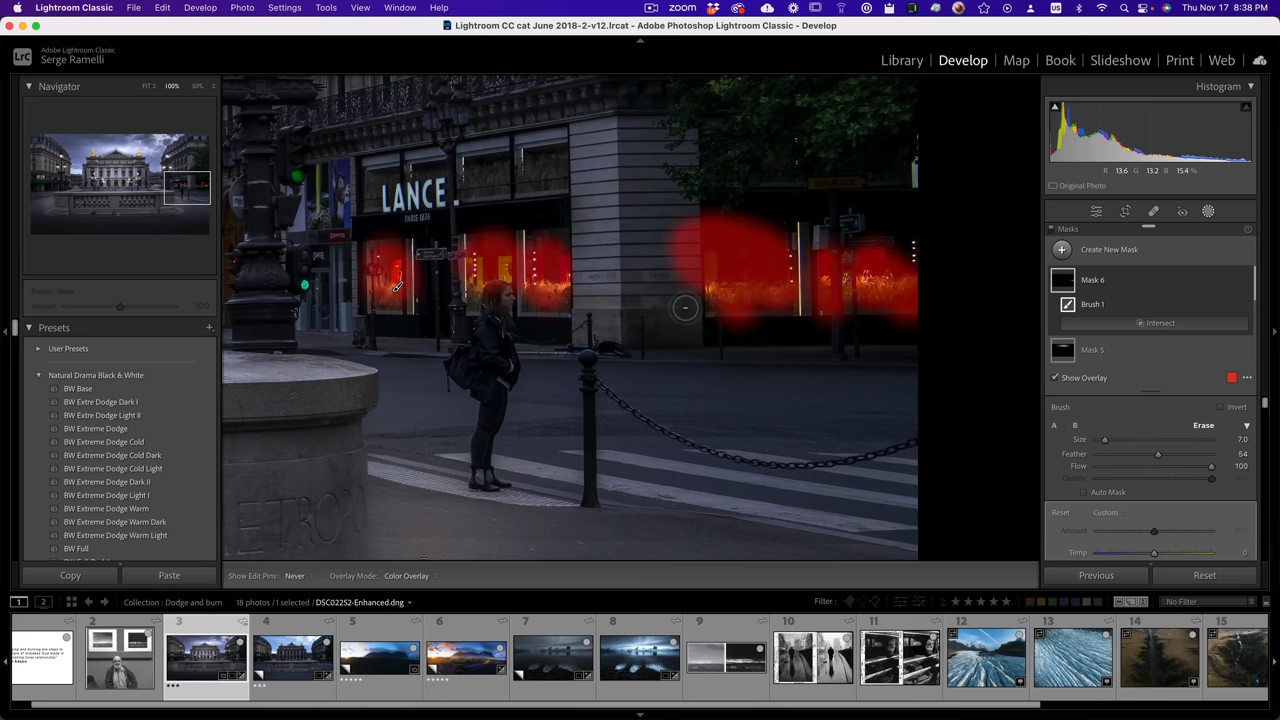 Lightroom Classic File Edit Develop Photo Settings Tools View Window Help
zoom Thu Nov 17 8:38 PM
Lightroom CC cat June 2018-2-v12.lrcat - Adobe Photoshop Lightroom Classic - Develop
LrC
Adobe Lightroom Classic
Serge Ramelli
Library Develop Map Book Slideshow Print Web
Navigator FIT 100% 50%
Preset: None
Amount 100
Presets
User Presets
Natural Drama Black & White
BW Base
BW Extre Dodge Dark I
BW Extre Dodge Light II
BW Extreme Dodge
BW Extreme Dodge Cold
BW Extreme Dodge Cold Dark
BW Extreme Dodge Cold Light
BW Extreme Dodge Dark II
BW Extreme Dodge Light I
BW Extreme Dodge Warm
BW Extreme Dodge Warm Dark
BW Extreme Dodge Warm Light
BW Full
Copy Paste
LANCE.
PARIS 1876
Show Edit Pins: Never Overlay Mode: Color Overlay
Histogram
R 13.6 G 13.2 B 15.4 %
Original Photo
Masks
Create New Mask
Mask 6
Brush 1
Intersect
Mask 5
Show Overlay
Brush Invert
A B Erase
Size 7.0
Feather 54
Flow 100
Density
Auto Mask
Reset Custom
Amount
Temp 0
Previous Reset
1 2 Collection : Dodge and burn 18 photos / 1 selected / DSC02252-Enhanced.dng
Filter : No Filter
2 3 4 5 6 7 8 9 10 11 12 13 14 15